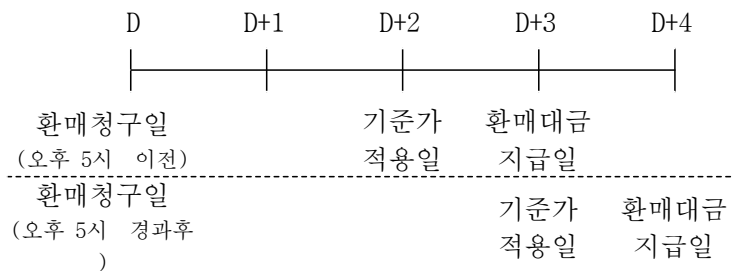 D D+1 D+2 D+3 D+4
환매청구일 기준가 환매대금
(오후 5시 이전) 적용일 지급일
환매청구일
기준가 환매대금
(오후 5시 경과후
적용일 지급일
)